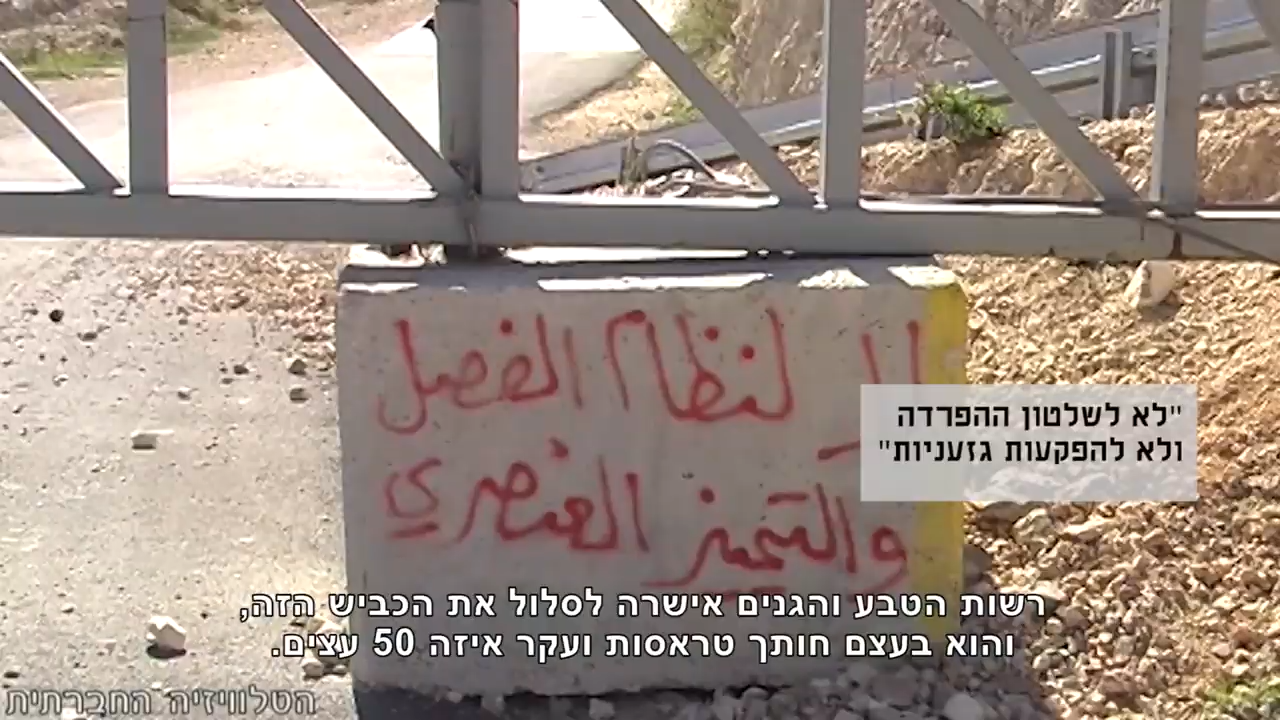 لا لنظام الفصل
والتمييز العنصري
"לא לשלטון ההפרדה
ולא להפקעות גזעניות"
רשות הטבע והגנים אישרה לסלול את הכביש הזה,
והוא בעצם חותך טראסות ועקר איזה 50 עצים.
הטלוויזיה החברתית